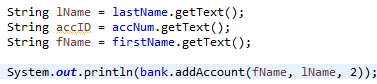 String lName = lastName.getText();
String accID = accNum.getText();
String fName = firstName.getText();
System.out.println(bank.addAccount(fName, lName, 2));